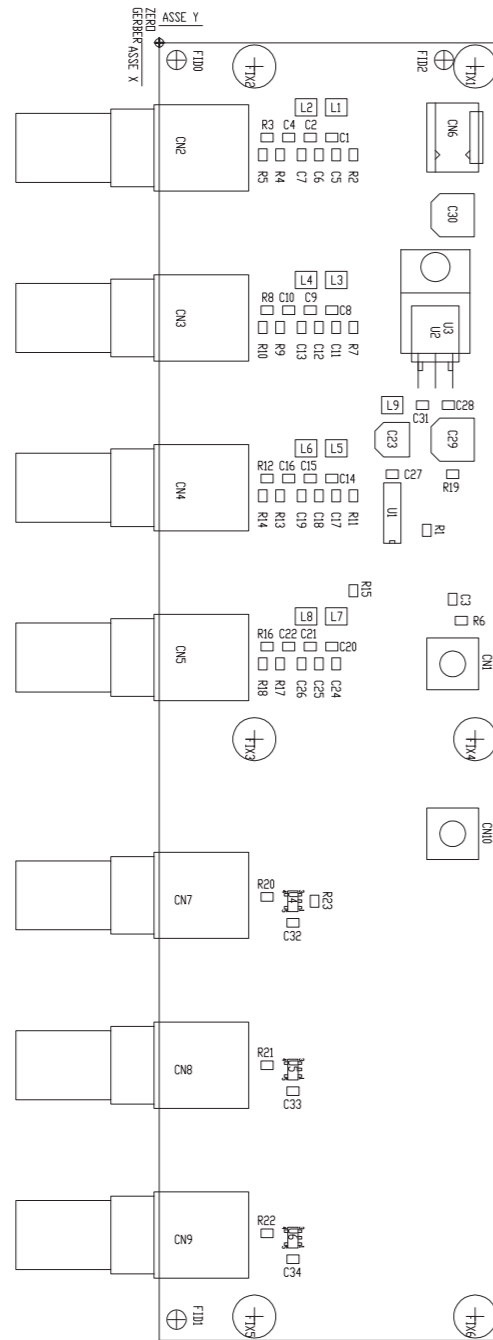 ASSE Y
ZERO
GERBER ASSE X
FID0
FIX2
FID2
FIX1
L2
L1
CN6
R3
C4
C2
C1
CN2
R5
R4
C7
C6
C5
R2
C30
L4
L3
R8
C10
C9
C8
CN3
R10
R9
C13
C12
C11
R7
U3
U2
L9
C31
C28
C23
C29
L6
L5
R12
C16
C15
C14
C27
R19
CN4
R14
R13
C19
C18
C17
R11
U1
R1
R15
C3
R6
L8
L7
R16
C22
C21
C20
CN5
R18
R17
C26
C25
C24
CN1
FIX3
FIX4
CN10
R20
R23
CN7
C32
R21
CN8
C33
R22
CN9
C34
FID1
FIX5
FIX6